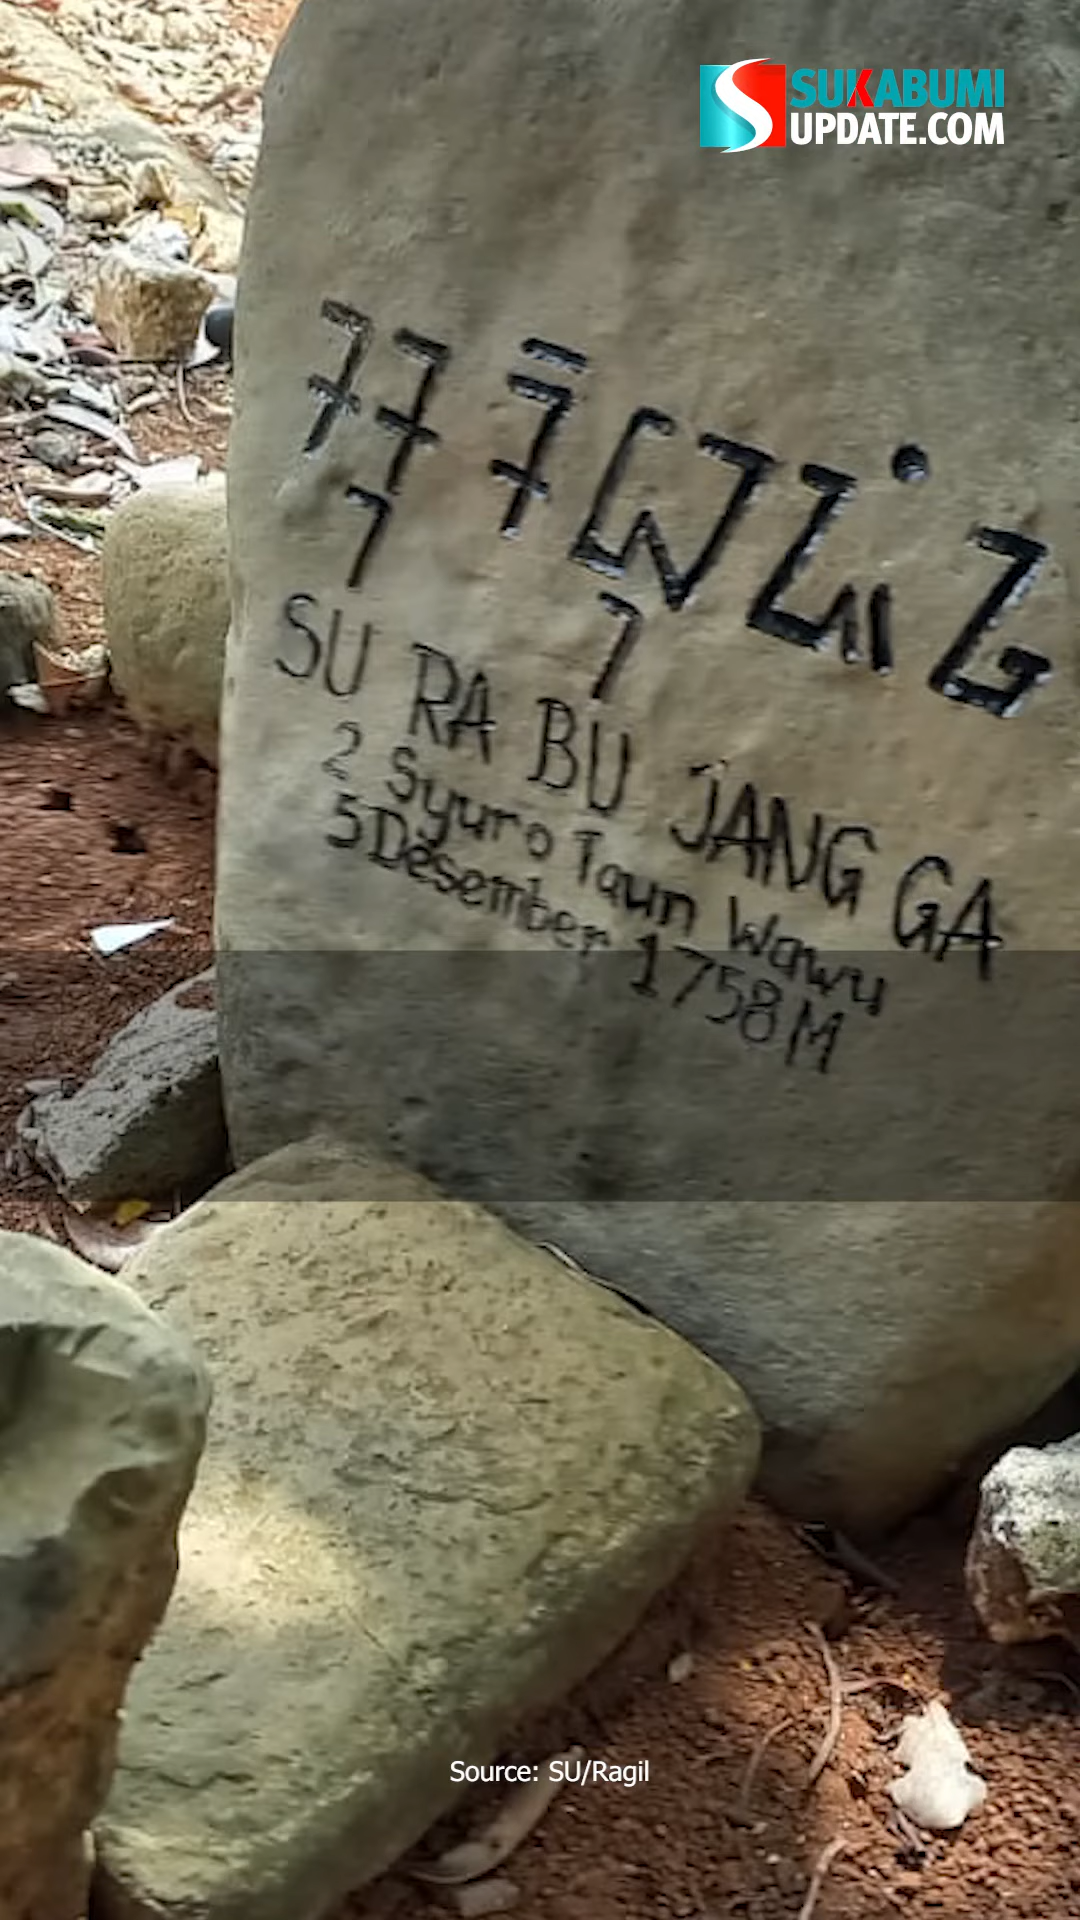 SUKABUMI
UPDATE.COM
ᮞᮥᮛᮘᮥᮏᮀᮌ
SU RA BU JANG GA
2 Syuro Taun Wawu
5 Desember 1758 M
Source: SU/Ragil